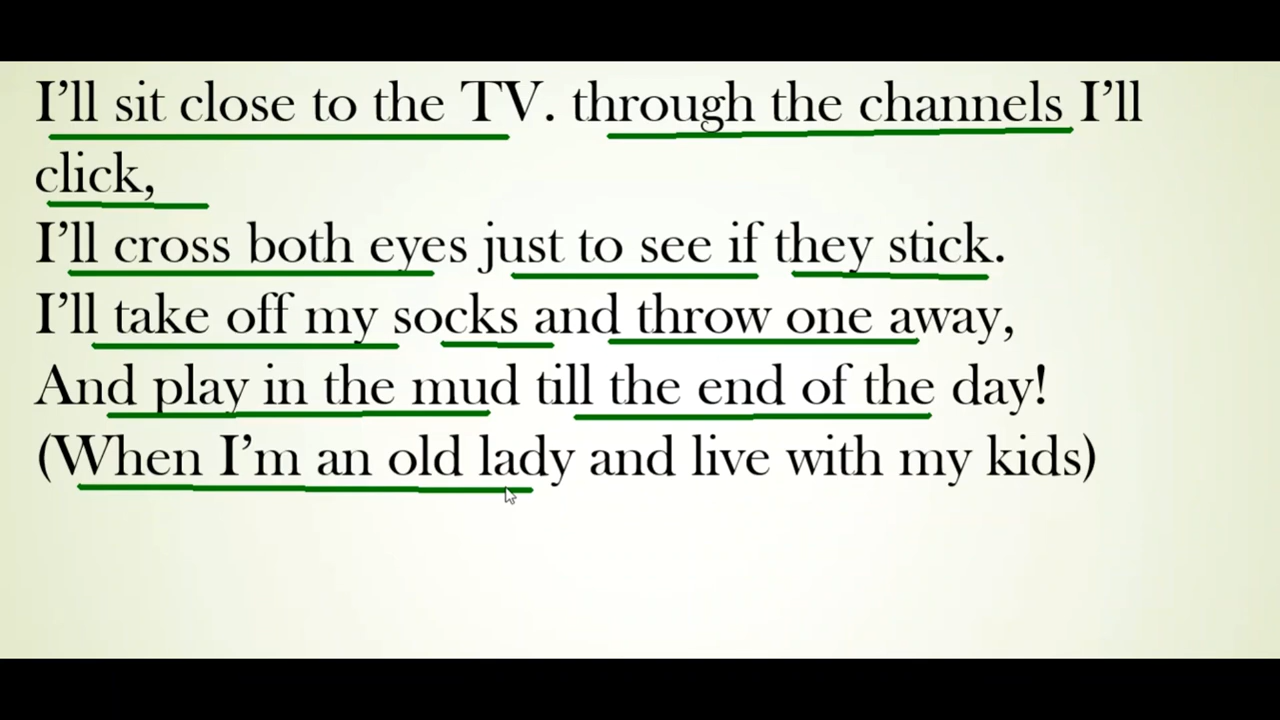 I’ll sit close to the TV. through the channels I’ll
click,
I’ll cross both eyes just to see if they stick.
I’ll take off my socks and throw one away,
And play in the mud till the end of the day!
(When I’m an old lady and live with my kids)